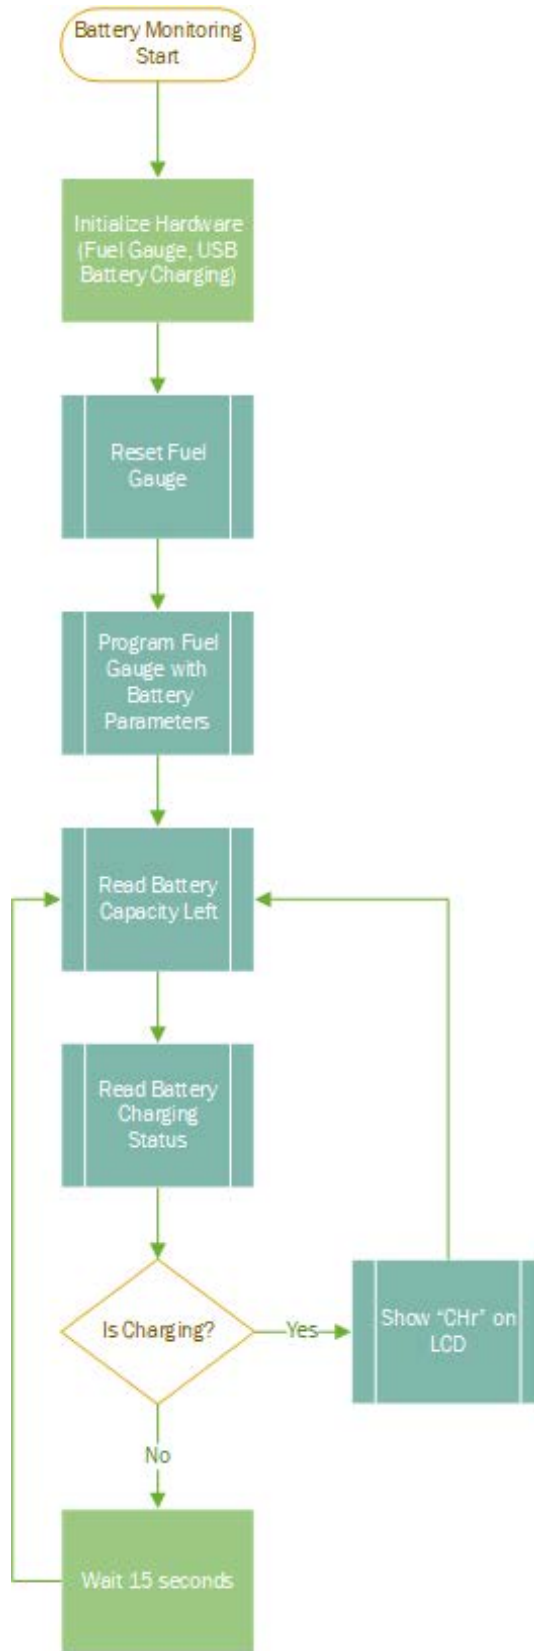 Battery Monitoring
Start
Initialize Hardware
(Fuel Gauge, USB
Battery Charging)
Reset Fuel
Gauge
Program Fuel
Gauge with
Battery
Parameters
Read Battery
Capacity Left
Read Battery
Charging
Status
Is Charging?
Yes
Show “CHr” on
LCD
No
Wait 15 seconds